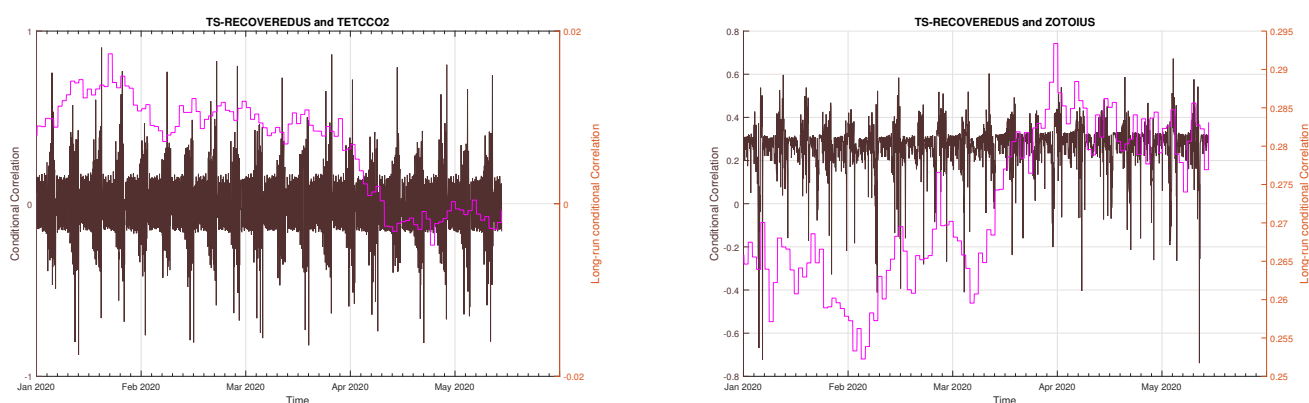 TS-RECOVEREDUS and TETCCO2
1
0
-1
Conditional Correlation
0.02
0
-0.02
Long-run conditional Correlation
Jan 2020 Feb 2020 Mar 2020 Apr 2020 May 2020
Time
TS-RECOVEREDUS and ZOTOIUS
0.8
0.6
0.4
0.2
0
-0.2
-0.4
-0.6
-0.8
Conditional Correlation
0.295
0.29
0.285
0.28
0.275
0.27
0.265
0.26
0.255
0.25
Long-run conditional Correlation
Jan 2020 Feb 2020 Mar 2020 Apr 2020 May 2020
Time